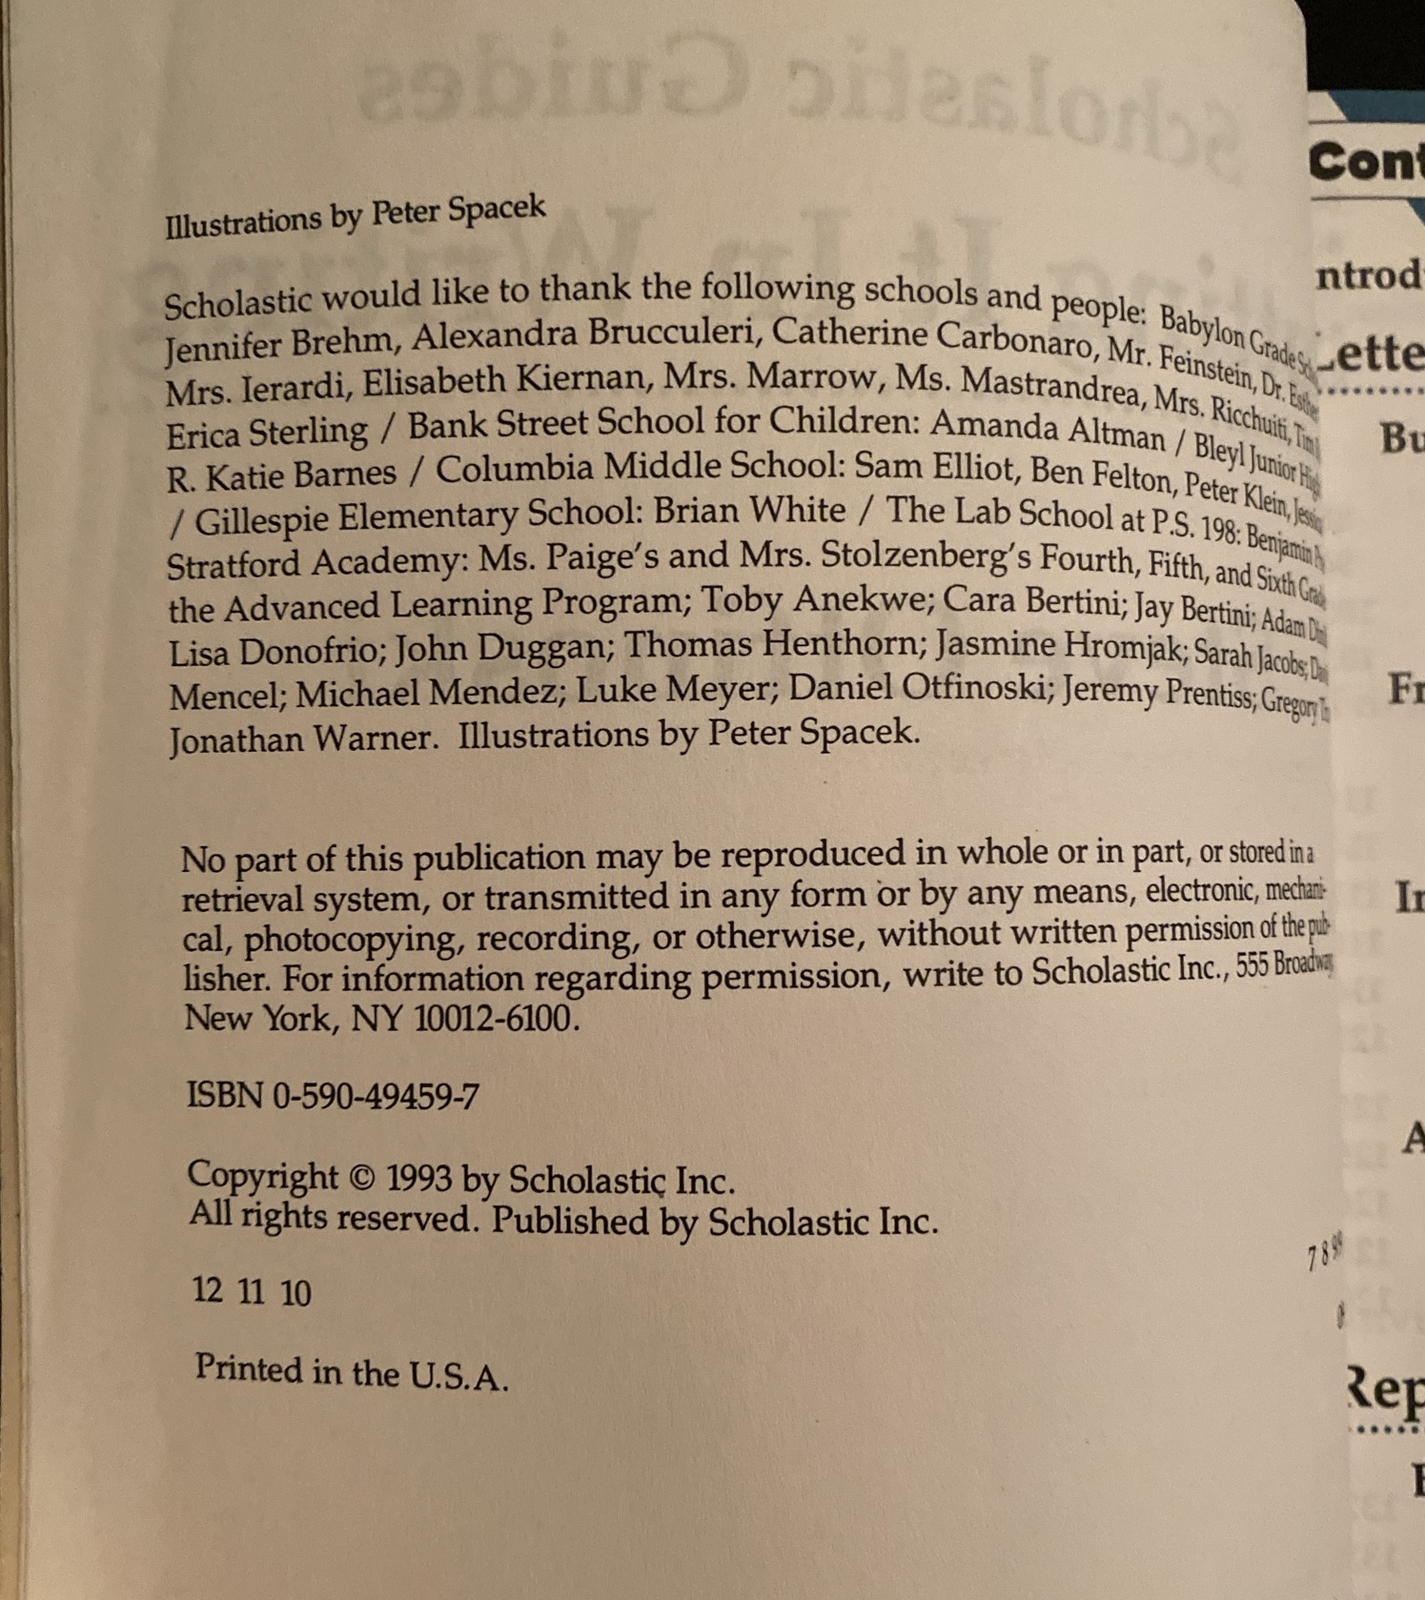 Illustrations by Peter Spacek
Scholastic would like to thank the following schools and people: Babylon Grade
Jennifer Brehm, Alexandra Brucculeri, Catherine Carbonaro, Mr. Feinstein, Dr.
Mrs. Ierardi, Elisabeth Kiernan, Mrs. Marrow, Ms. Mastrandrea, Mrs. Ricchuiti,
Erica Sterling / Bank Street School for Children: Amanda Altman / Bleyl Junior
R. Katie Barnes / Columbia Middle School: Sam Elliot, Ben Felton, Peter Klein,
/ Gillespie Elementary School: Brian White / The Lab School at P.S. 198: Benjamin
Stratford Academy: Ms. Paige's and Mrs. Stolzenberg's Fourth, Fifth, and Sixth
the Advanced Learning Program; Toby Anekwe; Cara Bertini; Jay Bertini; Adam
Lisa Donofrio; John Duggan; Thomas Henthorn; Jasmine Hromjak; Sarah Jacobs;
Mencel; Michael Mendez; Luke Meyer; Daniel Otfinoski; Jeremy Prentiss; Gregory
Jonathan Warner. Illustrations by Peter Spacek.
No part of this publication may be reproduced in whole or in part, or stored in a
retrieval system, or transmitted in any form or by any means, electronic, mechani-
cal, photocopying, recording, or otherwise, without written permission of the pub-
lisher. For information regarding permission, write to Scholastic Inc., 555 Broadway,
New York, NY 10012-6100.
ISBN 0-590-49459-7
Copyright © 1993 by Scholastic Inc.
All rights reserved. Published by Scholastic Inc.
12 11 10
7 8
Printed in the U.S.A.
Cont
ntrod
Lette
Bu
Fr
In
A
Rep